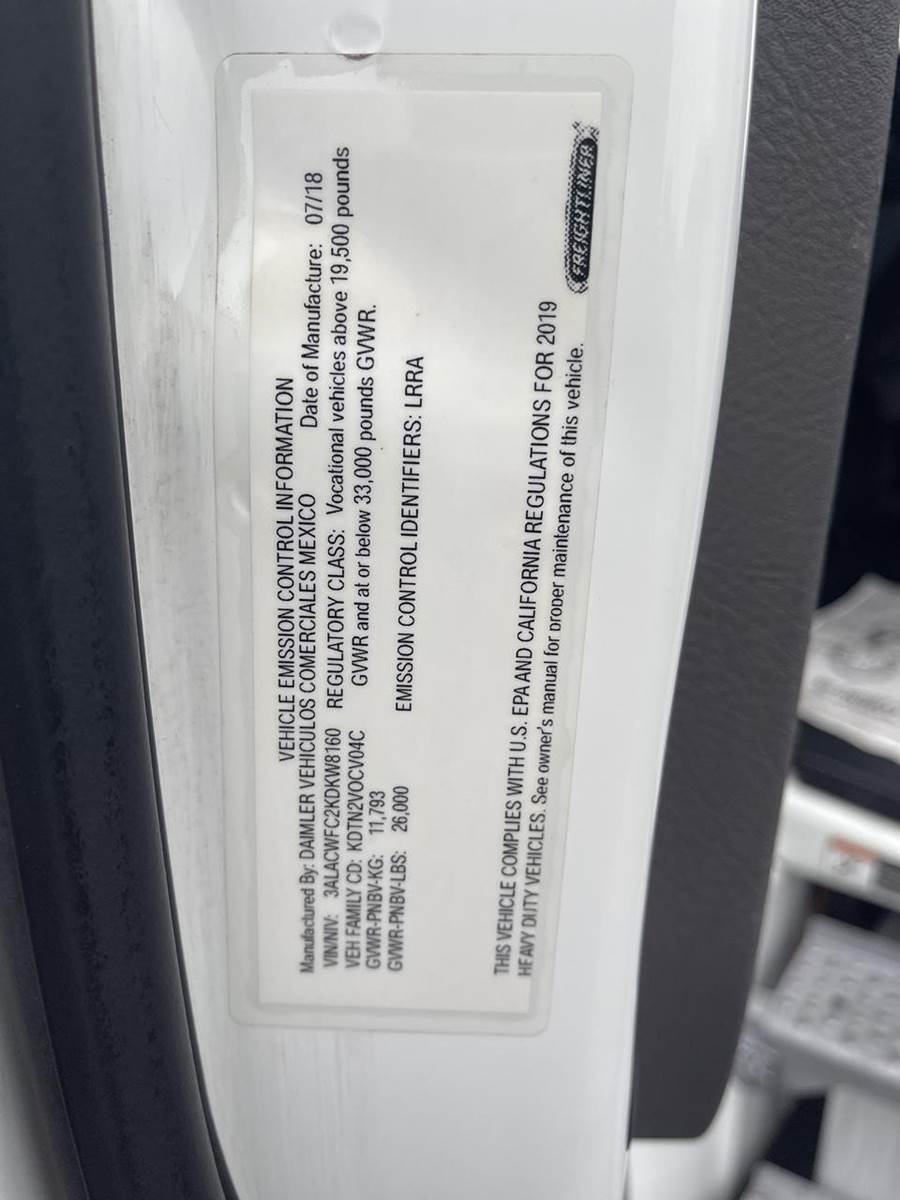 VEHICLE EMISSION CONTROL INFORMATION
Manufactured By: DAIMLER VEHICULOS COMERCIALES MEXICO Date of Manufacture: 07/18
VIN/NIV: 3ALACWFC2KDKW8160 REGULATORY CLASS: Vocational vehicles above 19,500 pounds
VEH FAMILY CD: KDTN2VOCV04C GVWR and at or below 33,000 pounds GVWR.
GVWR-PNBV-KG: 11,793
GVWR-PNBV-LBS: 26,000 EMISSION CONTROL IDENTIFIERS: LRRA
THIS VEHICLE COMPLIES WITH U.S. EPA AND CALIFORNIA REGULATIONS FOR 2019
HEAVY DUTY VEHICLES. See owner's manual for proper maintenance of this vehicle.
FREIGHTLINER